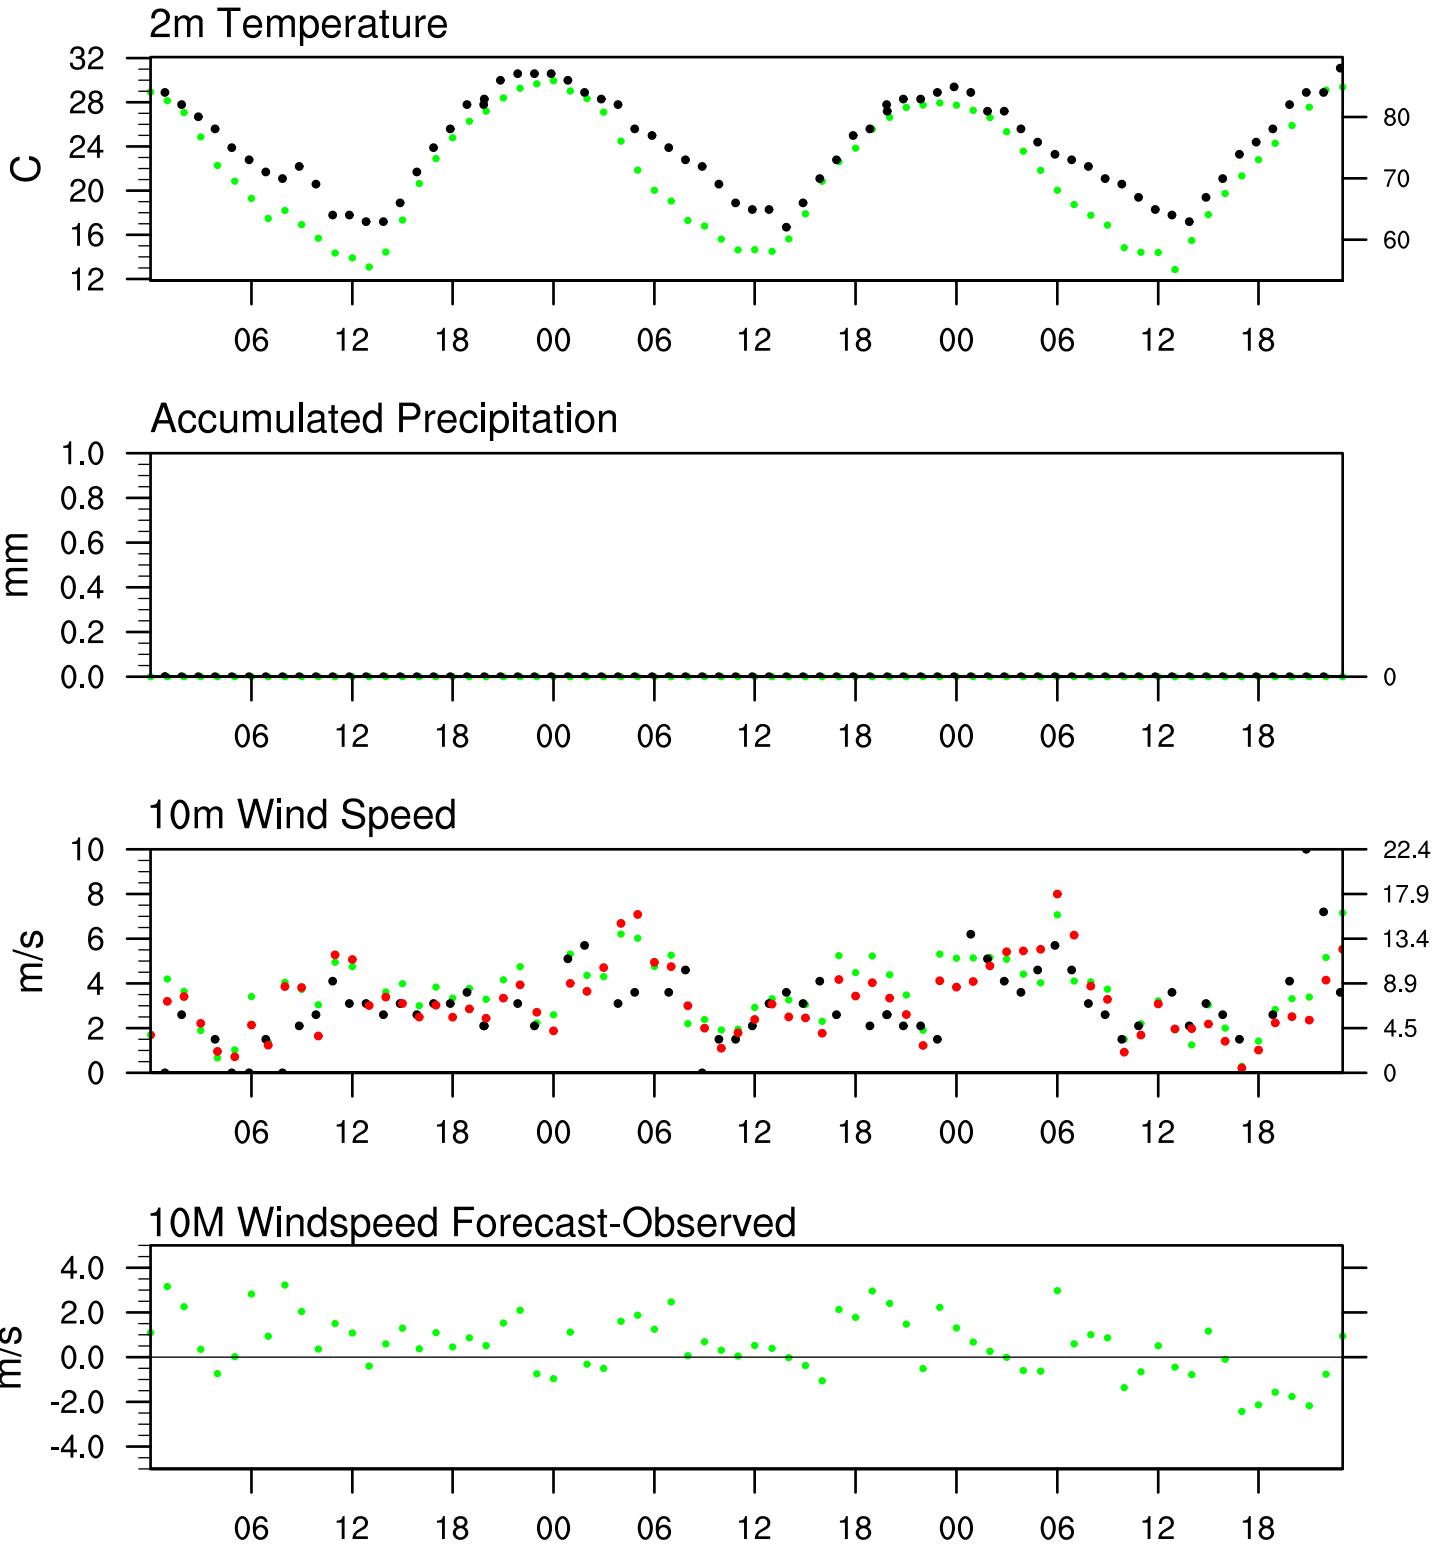 2m Temperature
32
28
24
20
16
12
C
80
70
60
06 12 18 00 06 12 18 00 06 12 18
Accumulated Precipitation
1.0
0.8
0.6
0.4
0.2
0.0
mm
0
06 12 18 00 06 12 18 00 06 12 18
10m Wind Speed
10
8
6
4
2
0
m/s
22.4
17.9
13.4
8.9
4.5
0
06 12 18 00 06 12 18 00 06 12 18
10M Windspeed Forecast-Observed
4.0
2.0
0.0
-2.0
-4.0
m/s
06 12 18 00 06 12 18 00 06 12 18